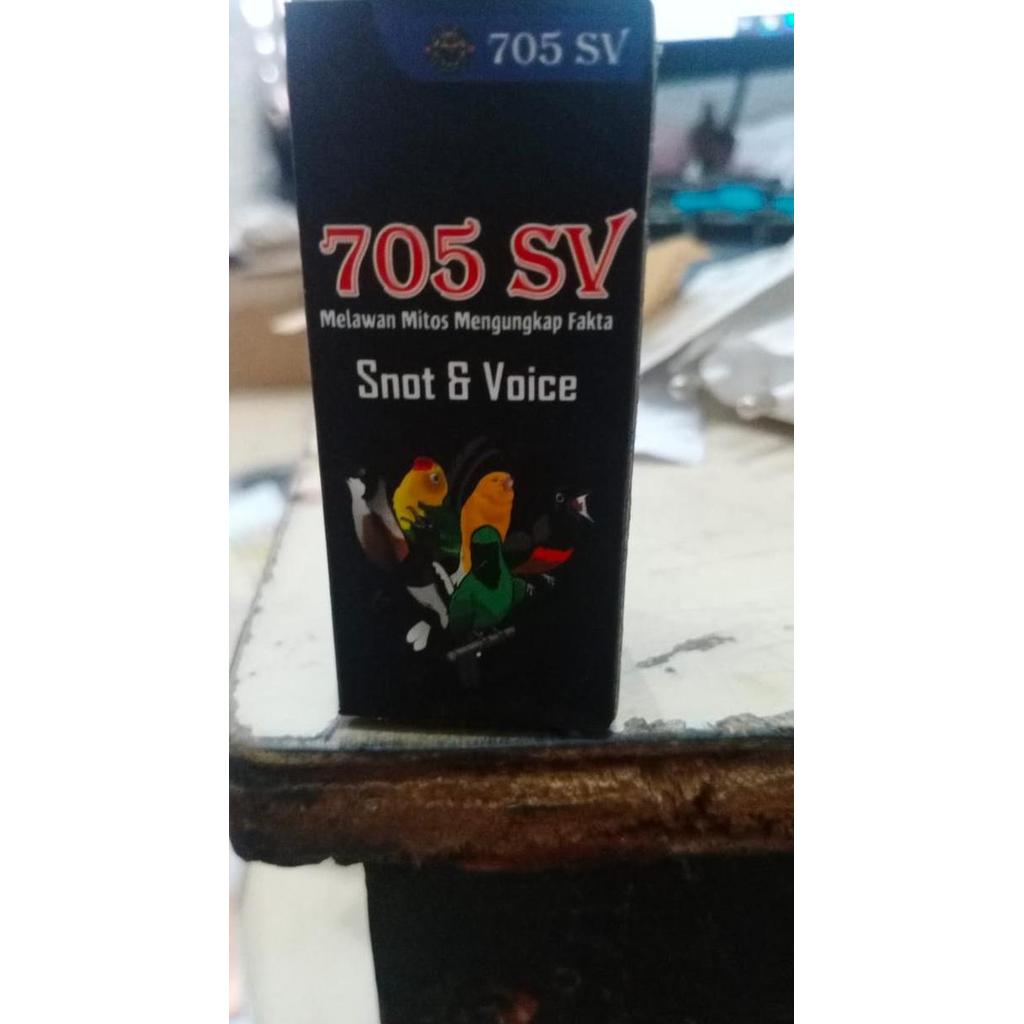 705 SV
705 SV
Melawan Mitos Mengungkap Fakta
Snot & Voice